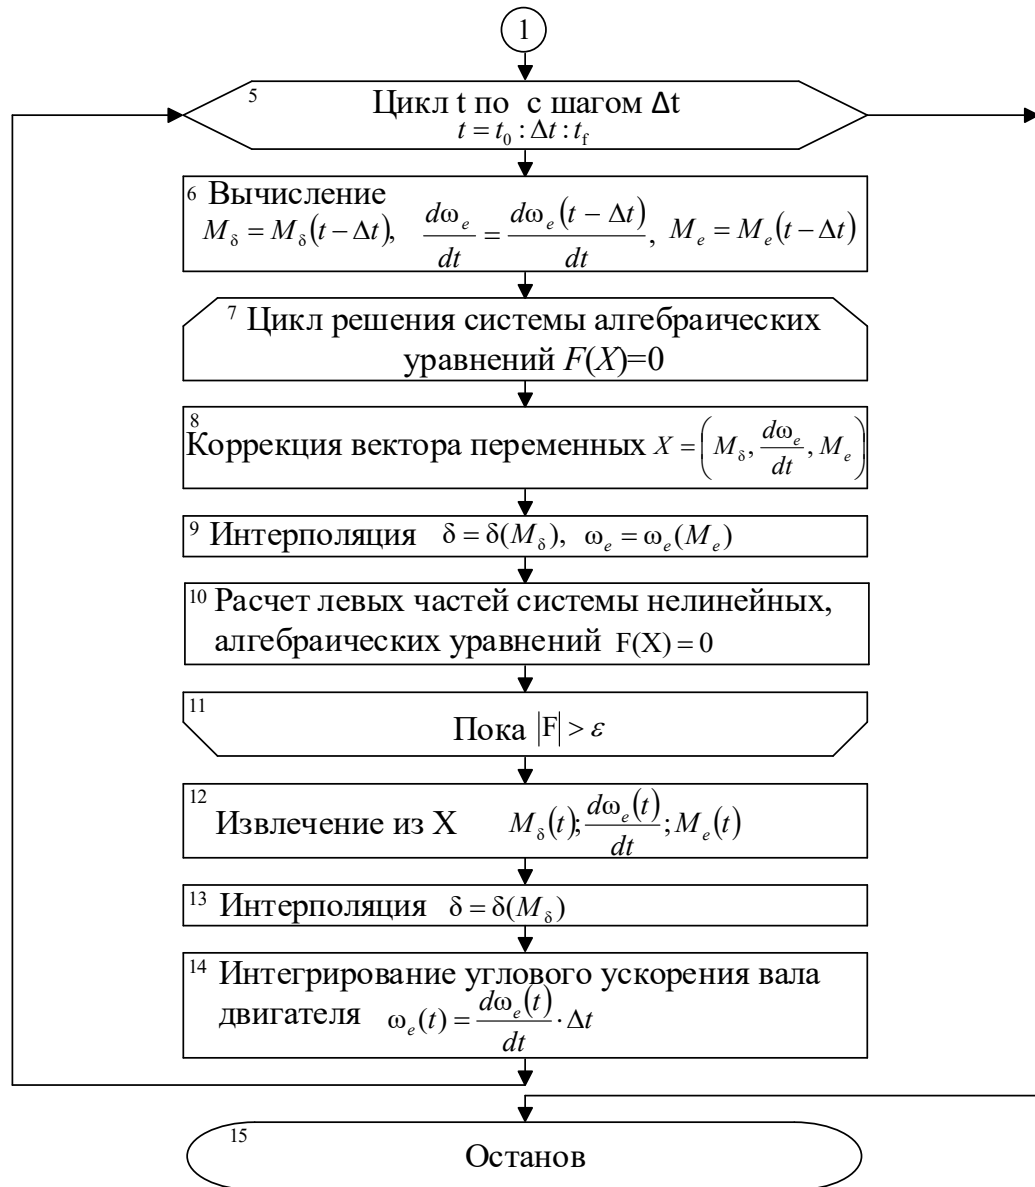 1
5 Цикл t по с шагом Δt
t = t₀ : Δt : t_f
6 Вычисление
M_δ = M_δ(t − Δt), dω_e/dt = dω_e(t − Δt)/dt, M_e = M_e(t − Δt)
7 Цикл решения системы алгебраических
уравнений F(X)=0
8
Коррекция вектора переменных X = (M_δ, dω_e/dt, M_e)
9 Интерполяция δ = δ(M_δ), ω_e = ω_e(M_e)
10 Расчет левых частей системы нелинейных,
алгебраических уравнений F(X) = 0
11
Пока |F| > ε
12
Извлечение из X M_δ(t); dω_e(t)/dt; M_e(t)
13 Интерполяция δ = δ(M_δ)
14 Интегрирование углового ускорения вала
двигателя ω_e(t) = dω_e(t)/dt · Δt
15
Останов